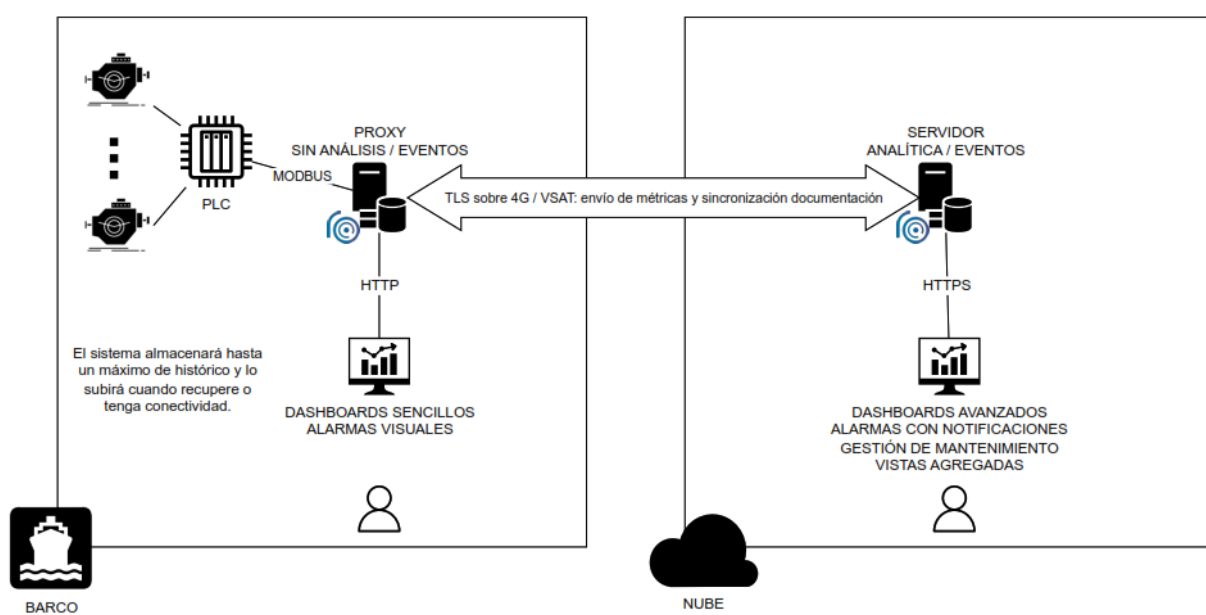 PROXY
SIN ANÁLISIS / EVENTOS
MODBUS
PLC
TLS sobre 4G / VSAT: envío de métricas y sincronización documentación
SERVIDOR
ANALÍTICA / EVENTOS
HTTP
HTTPS
El sistema almacenará hasta
un máximo de histórico y lo
subirá cuando recupere o
tenga conectividad.
DASHBOARDS SENCILLOS
ALARMAS VISUALES
DASHBOARDS AVANZADOS
ALARMAS CON NOTIFICACIONES
GESTIÓN DE MANTENIMIENTO
VISTAS AGREGADAS
BARCO
NUBE